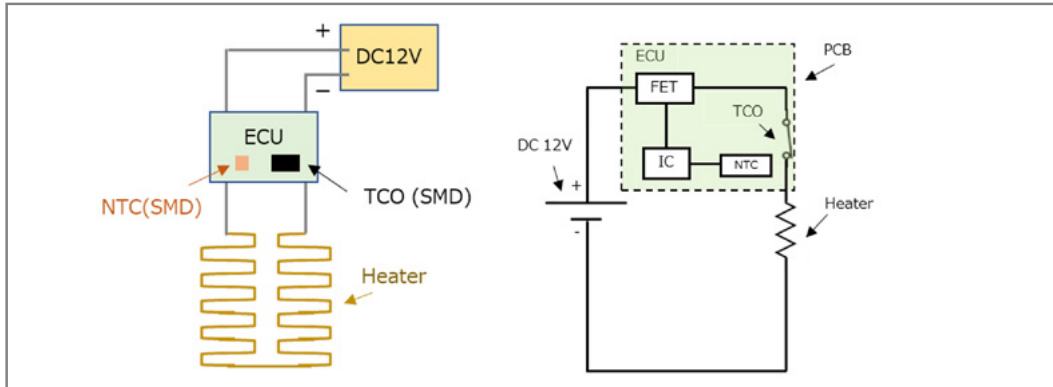 +
DC12V
−
ECU
NTC(SMD)
TCO (SMD)
Heater
ECU
PCB
FET
TCO
DC 12V
IC
NTC
+
Heater
-